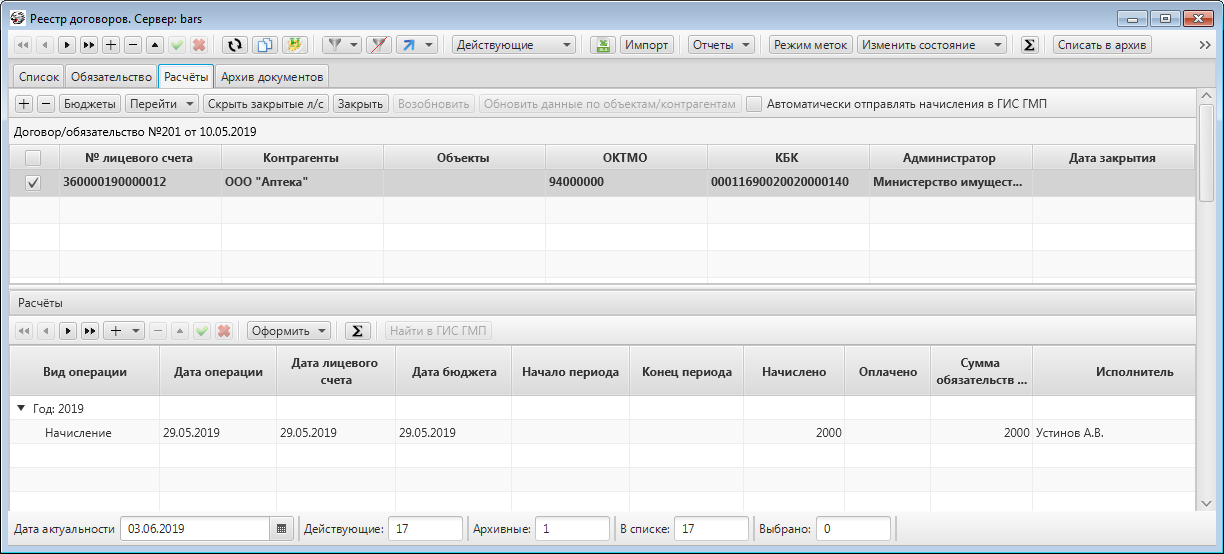 Реестр договоров. Сервер: bars
Действующие Импорт Отчеты Режим меток Изменить состояние Σ Списать в архив
Список Обязательство Расчёты Архив документов
Бюджеты Перейти Скрыть закрытые л/с Закрыть Возобновить Обновить данные по объектам/контрагентам Автоматически отправлять начисления в ГИС ГМП
Договор/обязательство №201 от 10.05.2019
№ лицевого счета Контрагенты Объекты ОКТМО КБК Администратор Дата закрытия
360000190000012 ООО "Аптека" 94000000 00011690020020000140 Министерство имущест...
Расчёты
Оформить Σ Найти в ГИС ГМП
Вид операции Дата операции Дата лицевого счета Дата бюджета Начало периода Конец периода Начислено Оплачено Сумма обязательств ... Исполнитель
Год: 2019
Начисление 29.05.2019 29.05.2019 29.05.2019 2000 2000 Устинов А.В.
Дата актуальности 03.06.2019 Действующие: 17 Архивные: 1 В списке: 17 Выбрано: 0